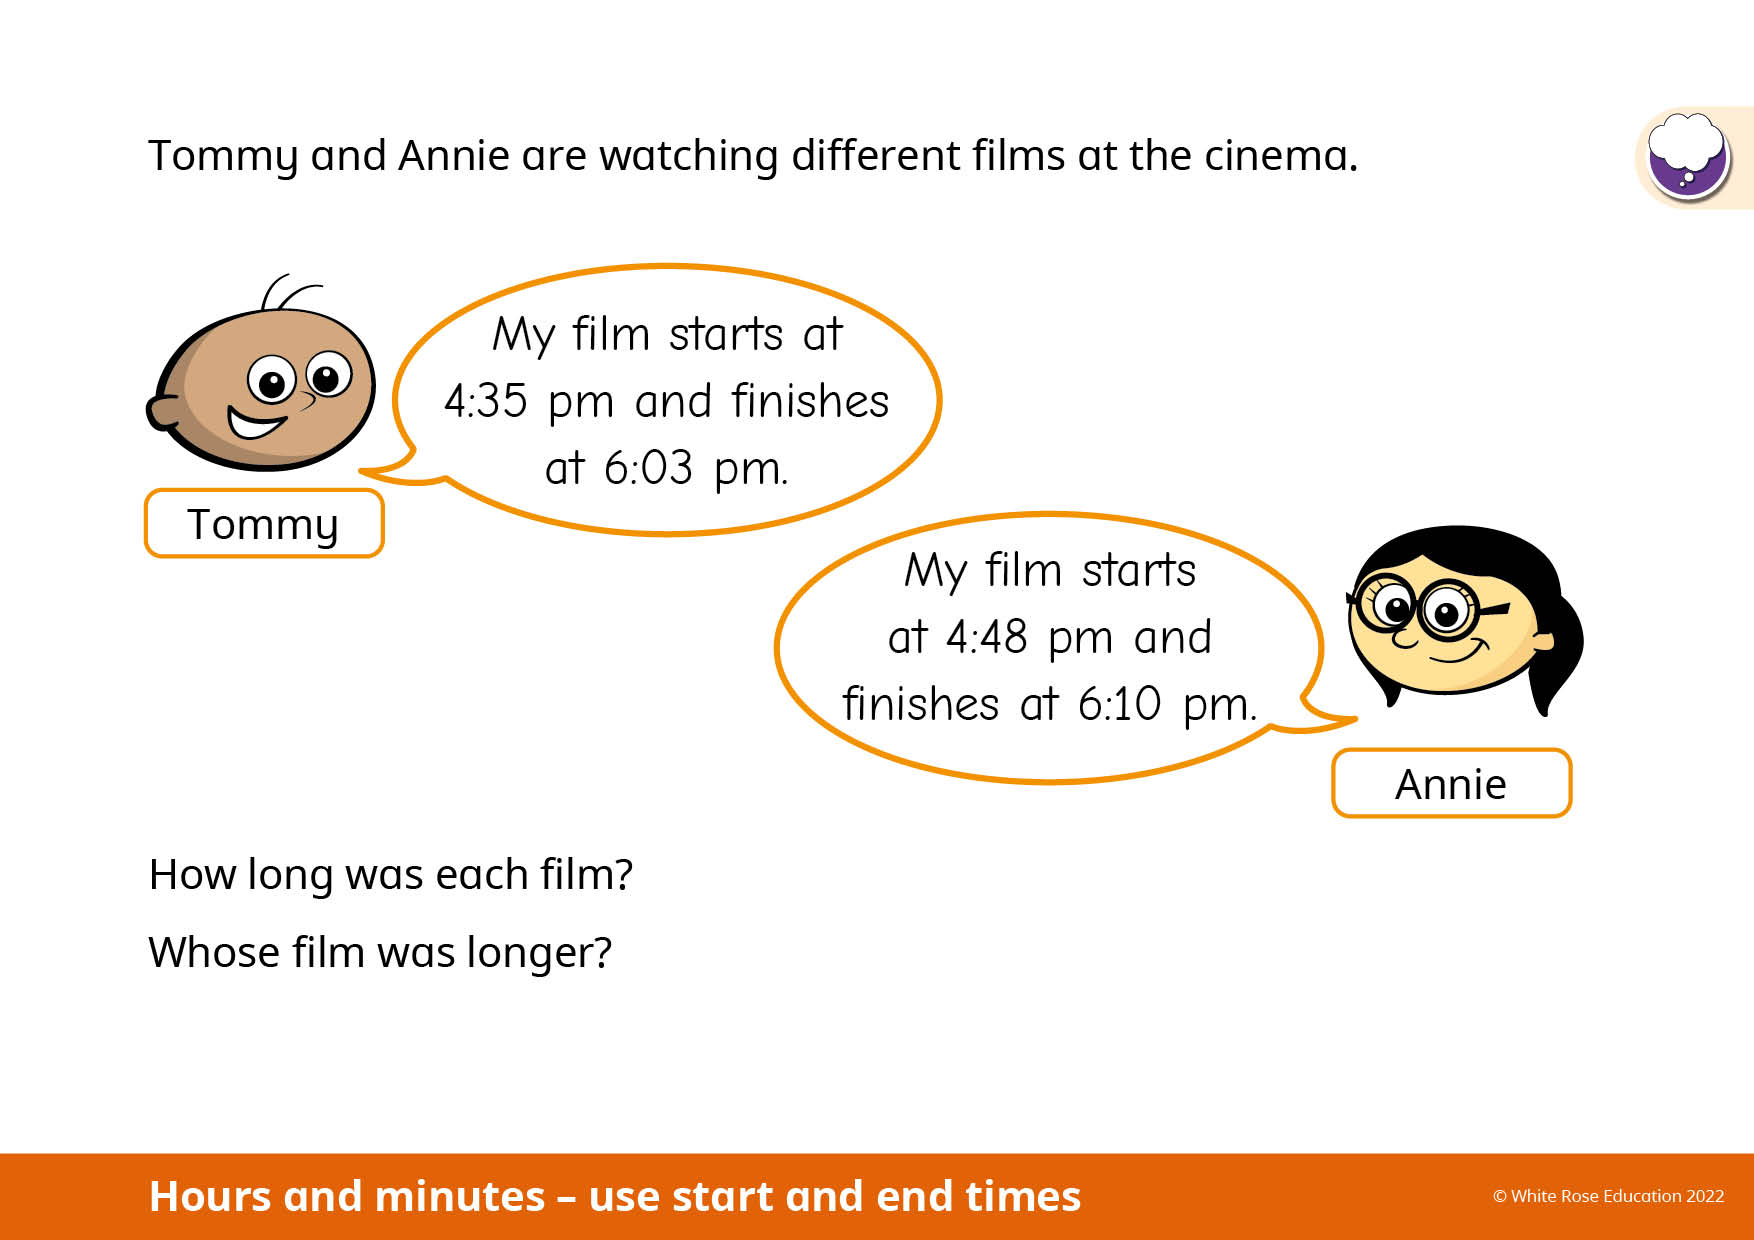 Tommy and Annie are watching different films at the cinema.
My film starts at
4:35 pm and finishes
at 6:03 pm.
Tommy
My film starts
at 4:48 pm and
finishes at 6:10 pm.
Annie
How long was each film?
Whose film was longer?
Hours and minutes – use start and end times
© White Rose Education 2022